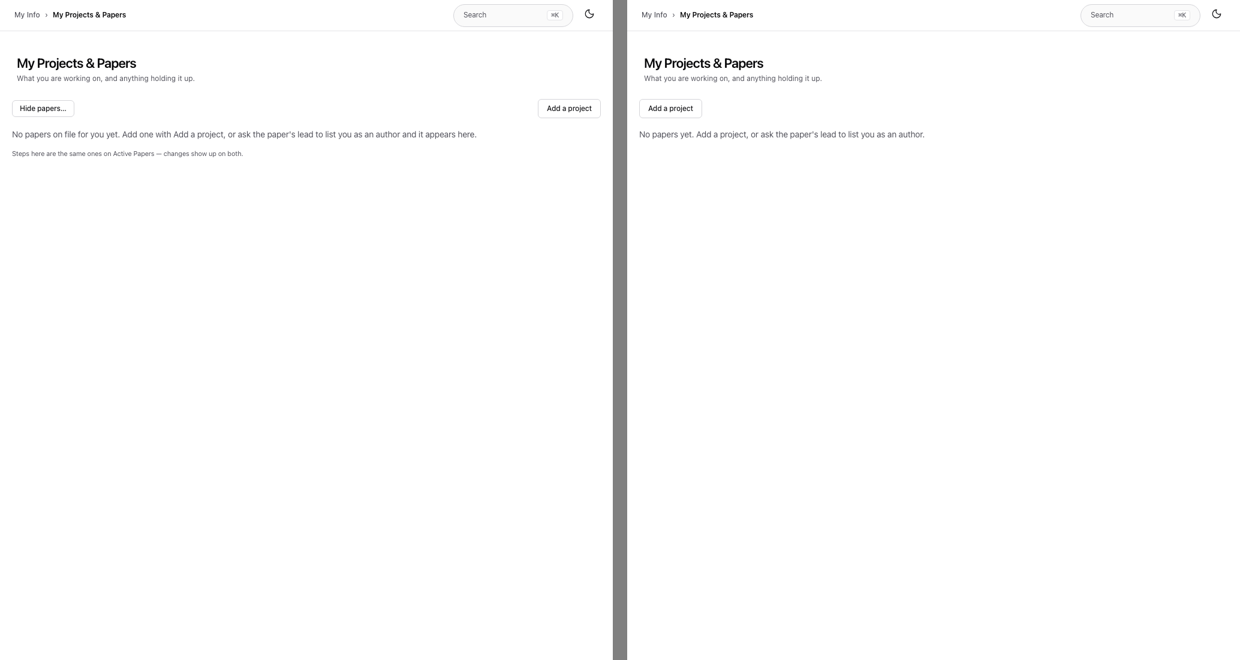 My Info › My Projects & Papers
Search ⌘K
My Projects & Papers
What you are working on, and anything holding it up.
Hide papers...
Add a project
No papers on file for you yet. Add one with Add a project, or ask the paper's lead to list you as an author and it appears here.
Steps here are the same ones on Active Papers — changes show up on both.
My Info › My Projects & Papers
Search ⌘K
My Projects & Papers
What you are working on, and anything holding it up.
Add a project
No papers yet. Add a project, or ask the paper's lead to list you as an author.